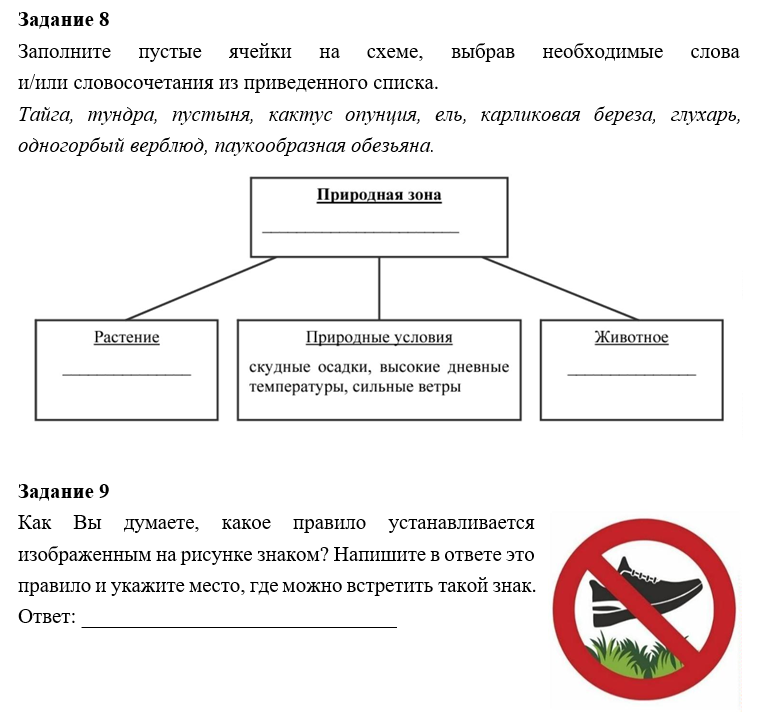 Задание 8
Заполните пустые ячейки на схеме, выбрав необходимые слова
и/или словосочетания из приведенного списка.
Тайга, тундра, пустыня, кактус опунция, ель, карликовая береза, глухарь,
одногорбый верблюд, паукообразная обезьяна.
Природная зона
_______________________
Растение
_______________
Природные условия
скудные осадки, высокие дневные
температуры, сильные ветры
Животное
_______________
Задание 9
Как Вы думаете, какое правило устанавливается
изображенным на рисунке знаком? Напишите в ответе это
правило и укажите место, где можно встретить такой знак.
Ответ: ______________________________